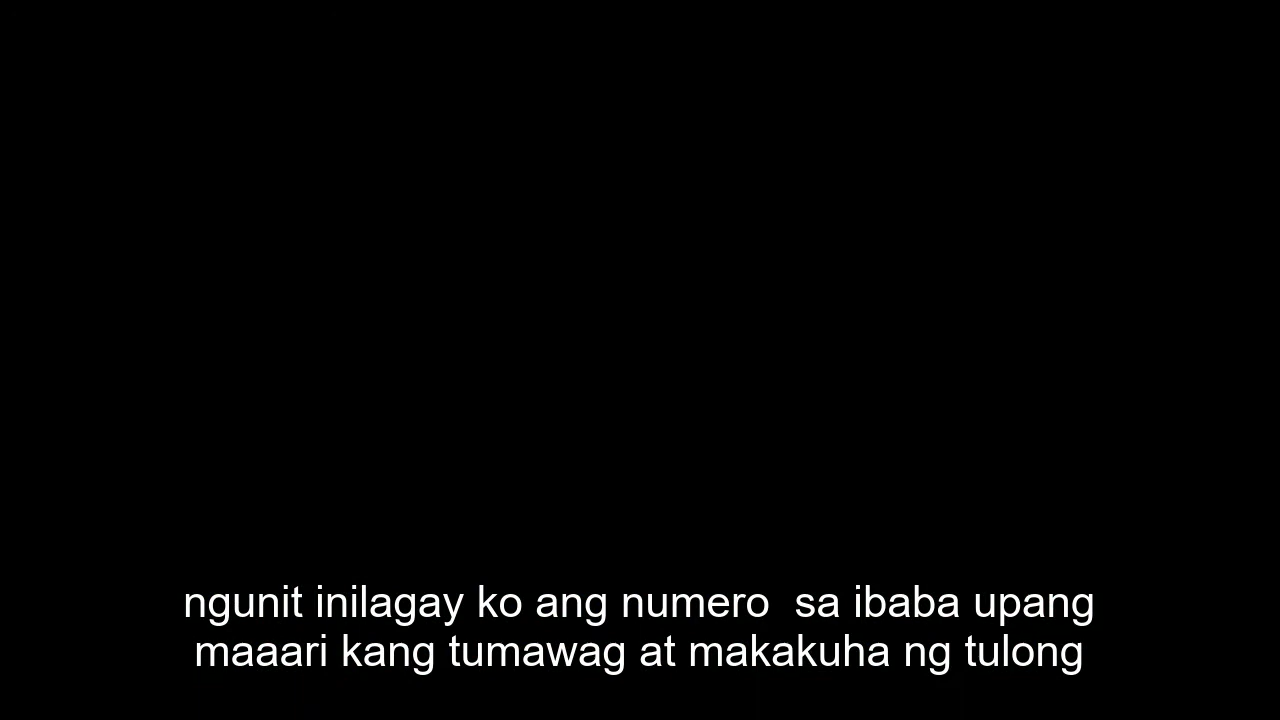 ngunit inilagay ko ang numero  sa ibaba upang
maaari kang tumawag at makakuha ng tulong